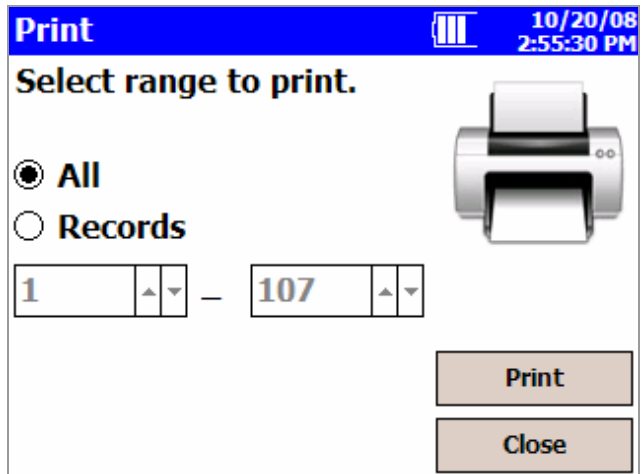 Print
10/20/08
2:55:30 PM
Select range to print.
All
Records
1 – 107
Print
Close